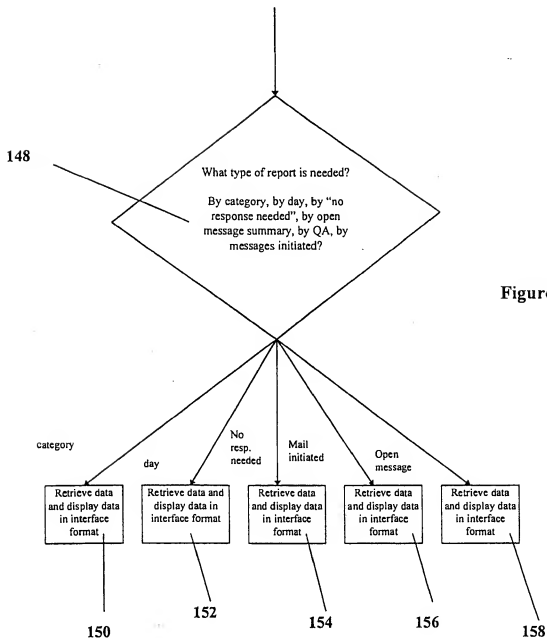 148
What type of report is needed?
By category, by day, by "no
response needed", by open
message summary, by QA, by
messages initiated?
Figure
category
day
No
resp.
needed
Mail
initiated
Open
message
Retrieve data
and display data
in interface
format
Retrieve data and
display data in
interface format
Retrieve data
and display data
in interface
format
Retrieve data
and display data
in interface
format
Retrieve data
and display data
in interface
format
150
152
154
156
158